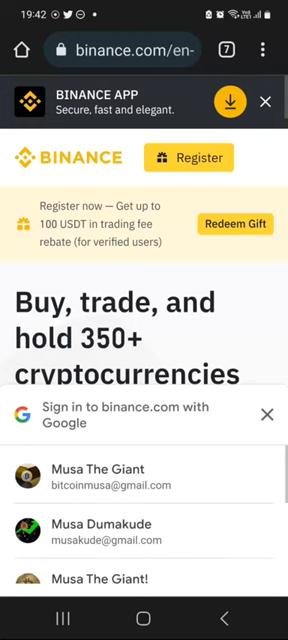 19:42
binance.com/en-
7
BINANCE APP
Secure, fast and elegant.
BINANCE
Register
Register now — Get up to
100 USDT in trading fee
rebate (for verified users)
Redeem Gift
Buy, trade, and
hold 350+
cryptocurrencies
Sign in to binance.com with
Google
Musa The Giant
bitcoinmusa@gmail.com
Musa Dumakude
musakude@gmail.com
Musa The Giant!